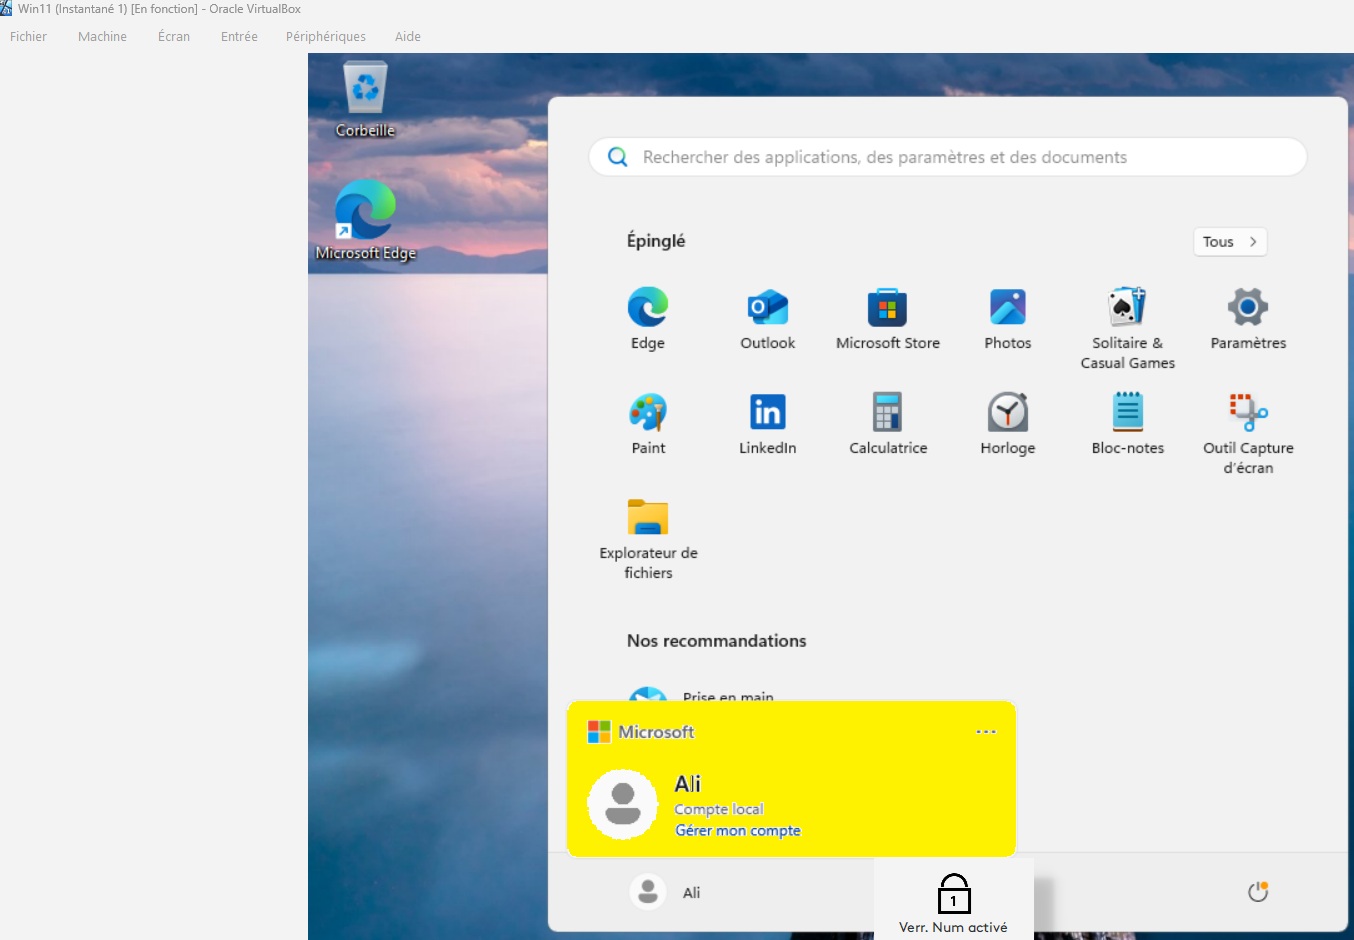 Win11 (Instantané 1) [En fonction] - Oracle VirtualBox
Fichier Machine Écran Entrée Périphériques Aide
Corbeille
Microsoft Edge
Rechercher des applications, des paramètres et des documents
Épinglé
Tous
Edge
Outlook
Microsoft Store
Photos
Solitaire &
Casual Games
Paramètres
Paint
LinkedIn
Calculatrice
Horloge
Bloc-notes
Outil Capture
d'écran
Explorateur de
fichiers
Nos recommandations
Prise en main
Microsoft
...
Ali
Compte local
Gérer mon compte
Ali
1
Verr. Num activé